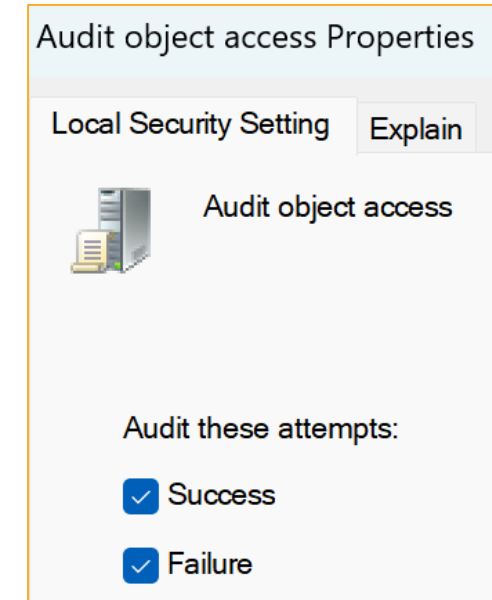 Audit object access Properties
Local Security Setting Explain
Audit object access
Audit these attempts:
Success
Failure